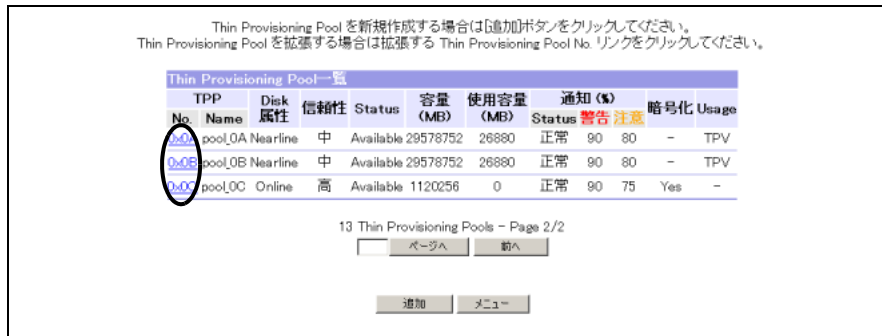 Thin Provisioning Pool を新規作成する場合は[追加]ボタンをクリックしてください。
Thin Provisioning Pool を拡張する場合は拡張する Thin Provisioning Pool No. リンクをクリックしてください。
Thin Provisioning Pool一覧
TPP Disk属性 信頼性 Status 容量(MB) 使用容量(MB) 通知 (%) 暗号化 Usage
No. Name Status 警告 注意
0x0A pool_0A Nearline 中 Available 29578752 26880 正常 90 80 - TPV
0x0B pool_0B Nearline 中 Available 29578752 26880 正常 90 80 - TPV
0x0C pool_0C Online 高 Available 1120256 0 正常 90 75 Yes -
13 Thin Provisioning Pools - Page 2/2
ページへ 前へ
追加 メニュー